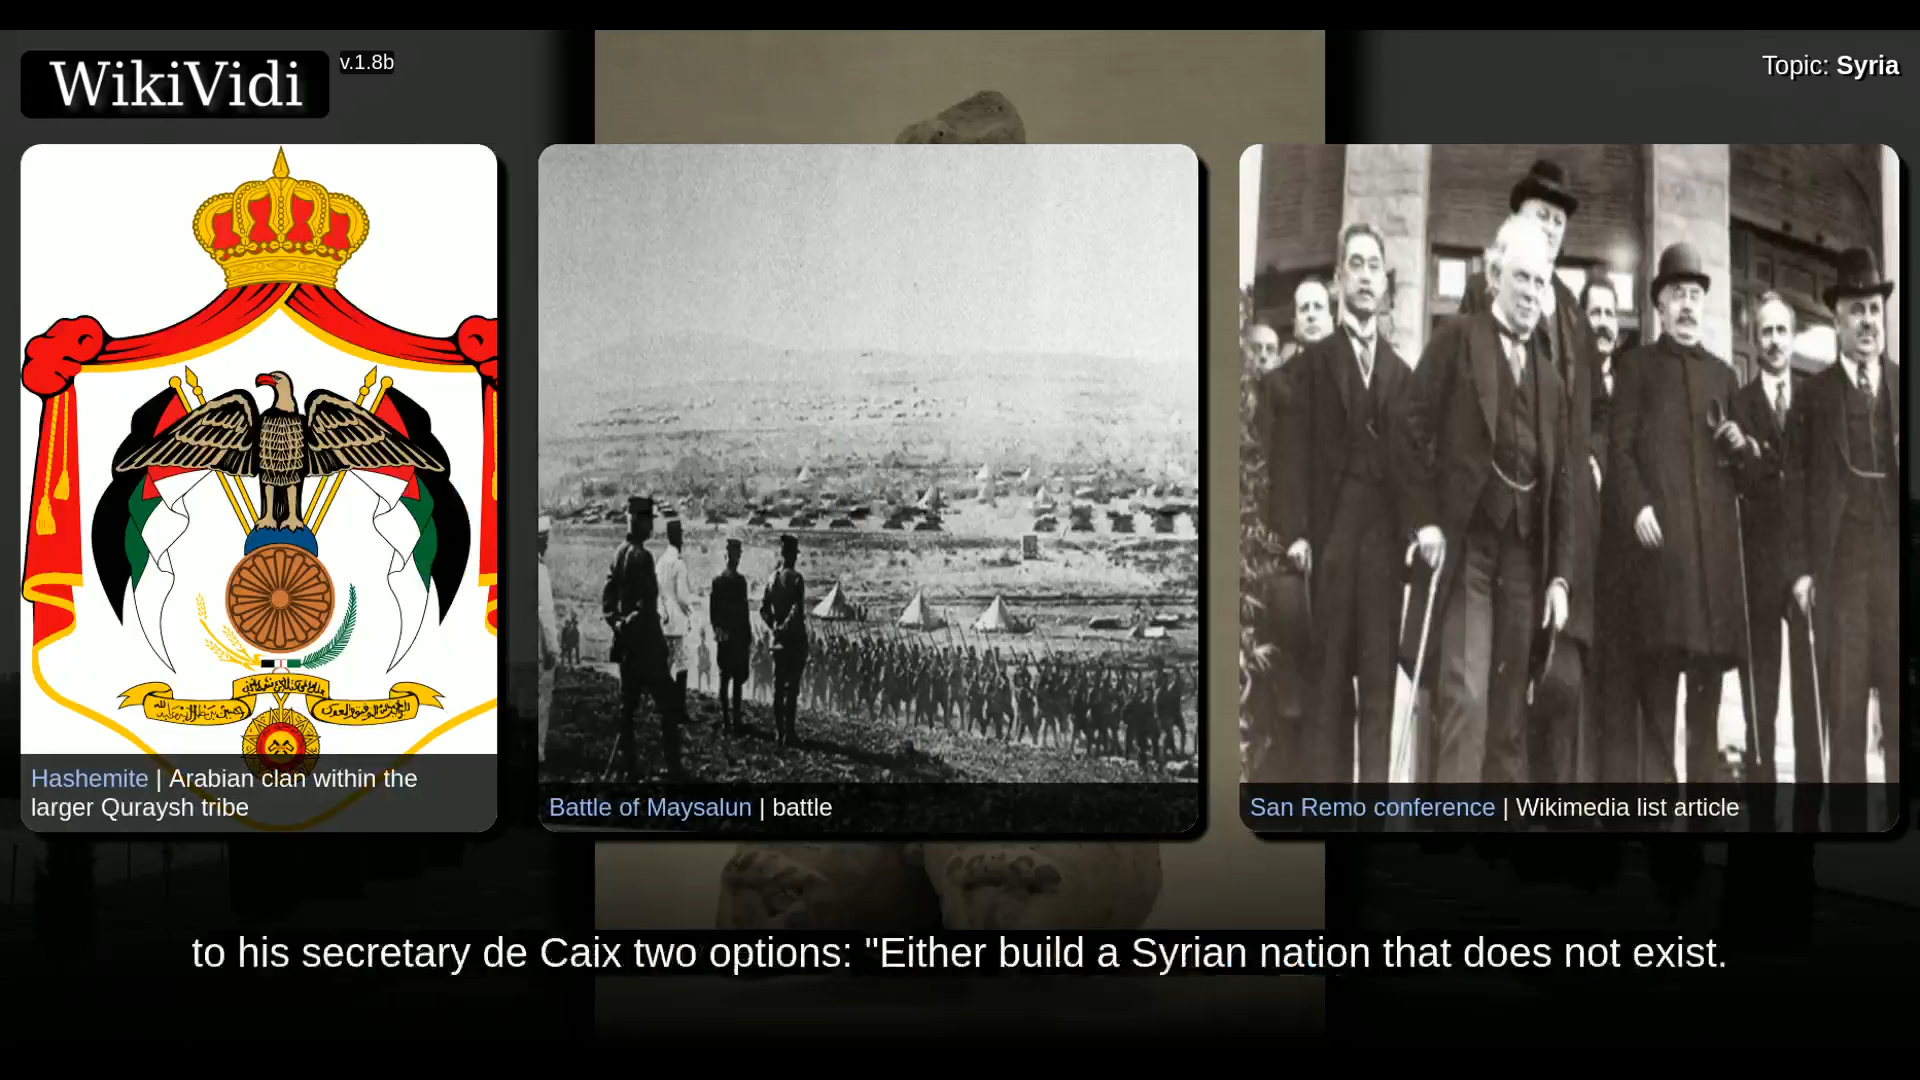 WikiVidi
v.1.8b
Topic: Syria
Hashemite | Arabian clan within the
larger Quraysh tribe
Battle of Maysalun | battle
San Remo conference | Wikimedia list article
to his secretary de Caix two options: "Either build a Syrian nation that does not exist.